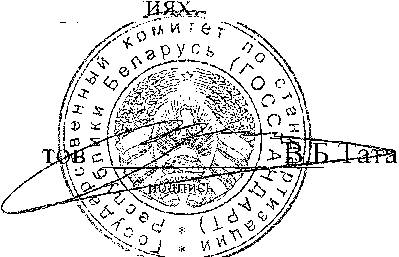 иях.
Государственный комитет по стандартизации *
Республики Беларусь (ГОССТАНДАРТ) *
тов В.Б.Тата
подпись